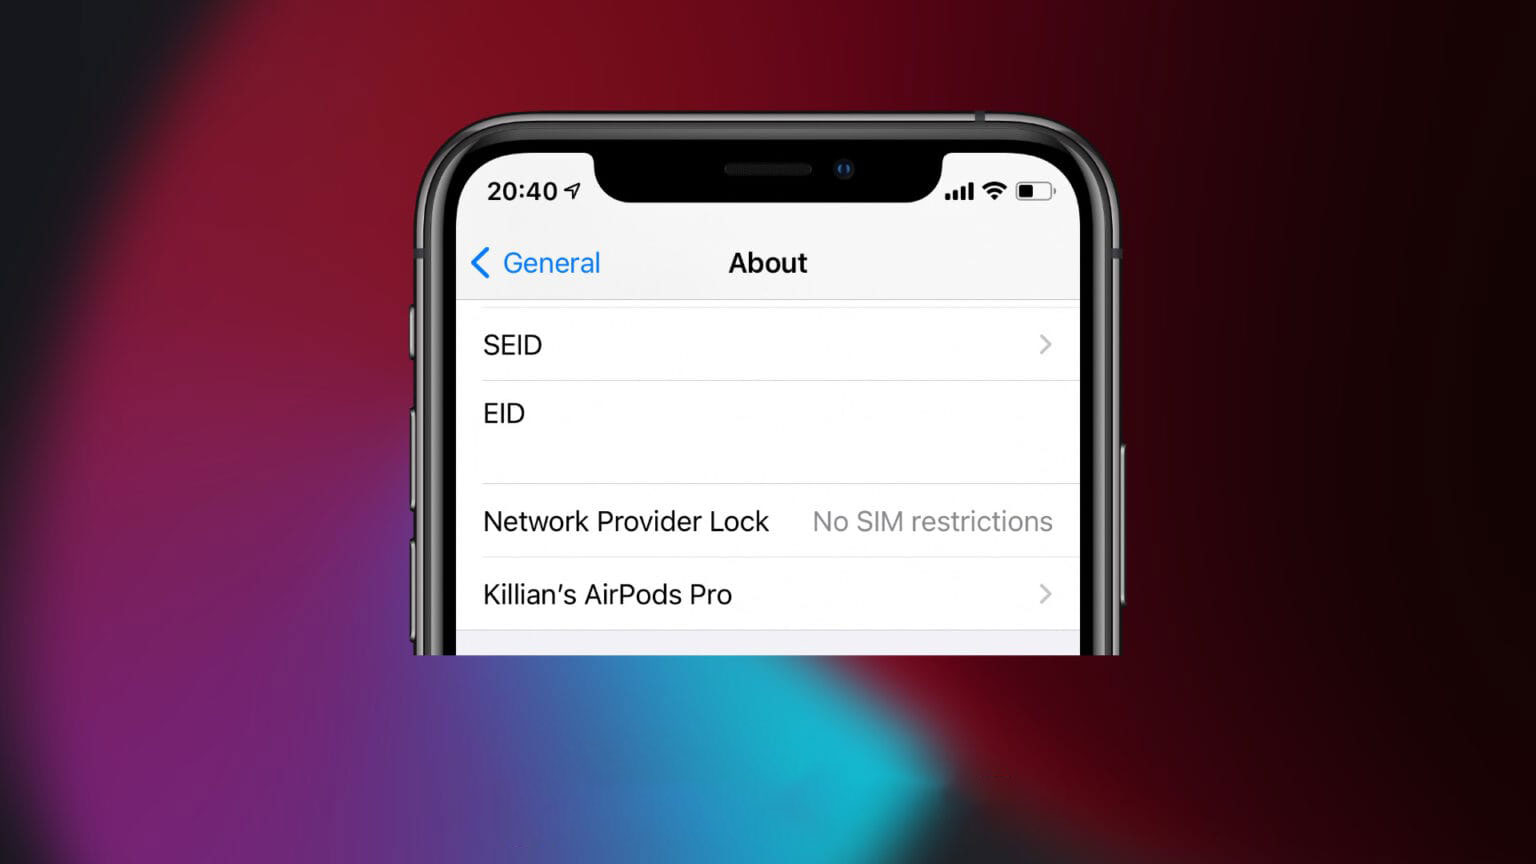 20:40
General
About
SEID
EID
Network Provider Lock No SIM restrictions
Killian’s AirPods Pro